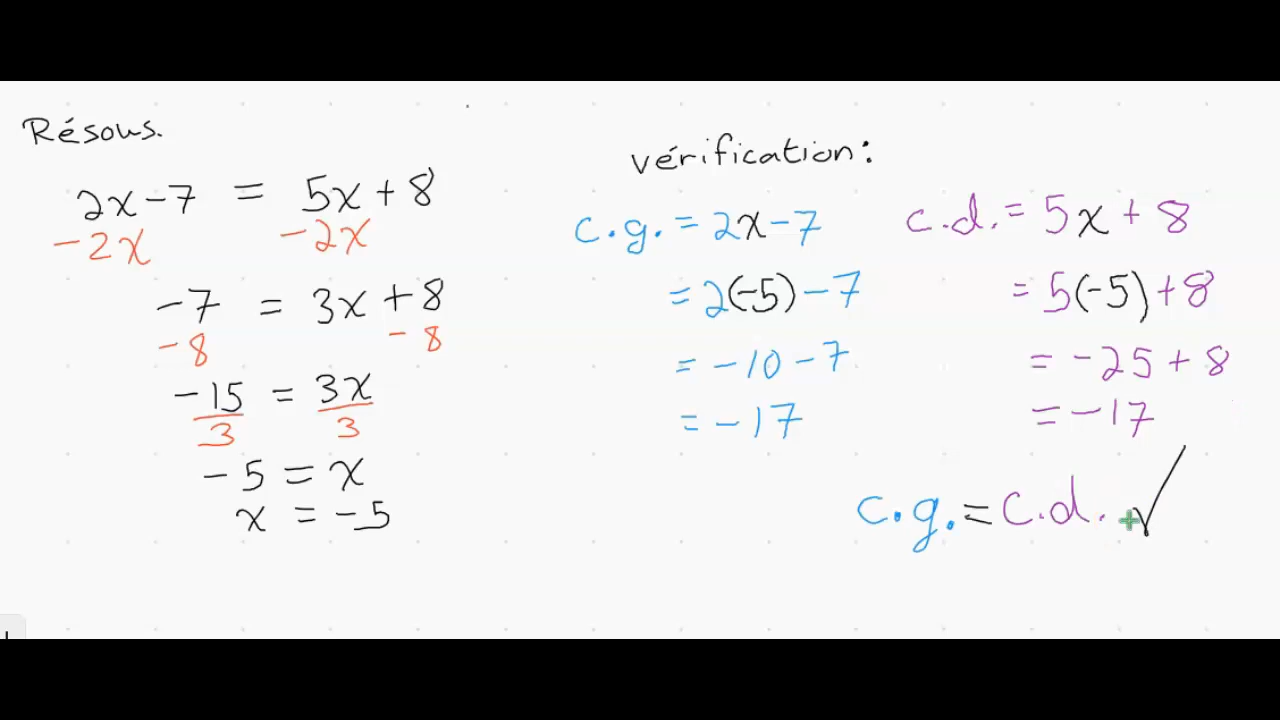 Résous.
2x - 7 = 5x + 8
-2x -2x
-7 = 3x + 8
-8 -8
-15 = 3x
3 3
-5 = x
x = -5
vérification:
c.g. = 2x - 7
= 2(-5) - 7
= -10 - 7
= -17
c.d. = 5x + 8
= 5(-5) + 8
= -25 + 8
= -17
c.g. = c.d. ✓